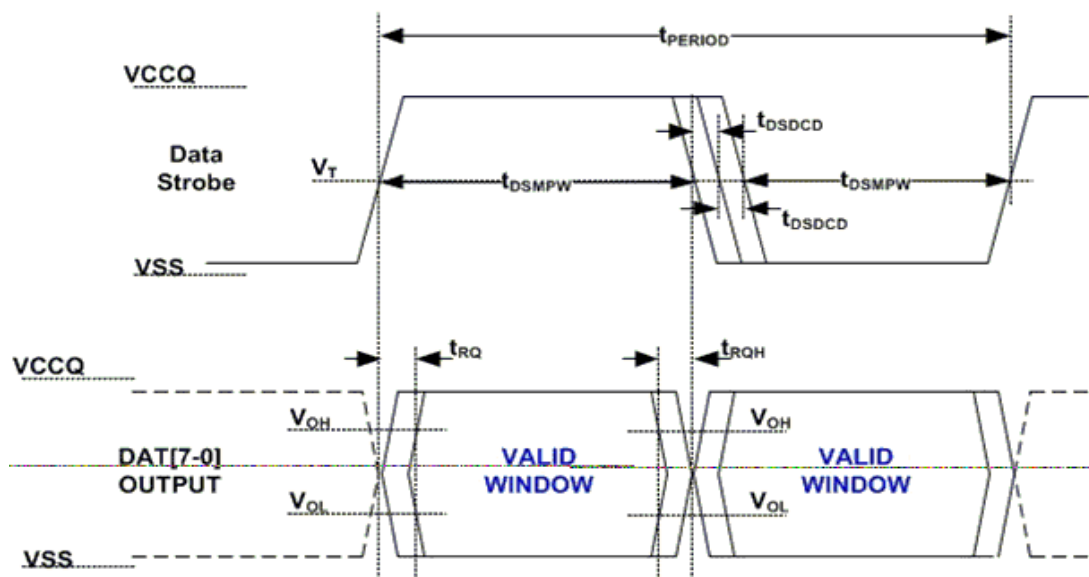 tPERIOD
VCCQ
tDSDCD
Data
Strobe
VT
tDSMPW
tDSMPW
tDSDCD
VSS
tRQ
tRQH
VCCQ
VOH
VOH
DAT[7-0]
OUTPUT
VALID
WINDOW
VALID
WINDOW
VOL
VOL
VSS